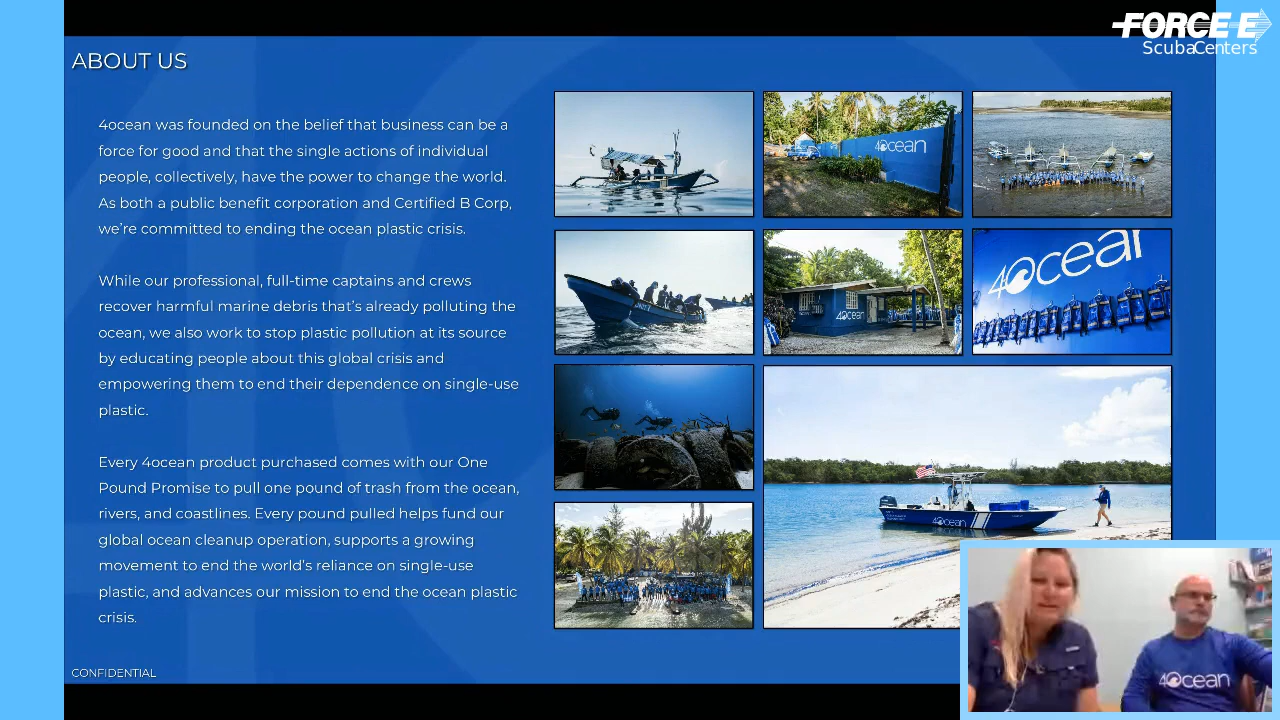 FORCE-E
ScubaCenters
ABOUT US
4ocean was founded on the belief that business can be a
force for good and that the single actions of individual
people, collectively, have the power to change the world.
As both a public benefit corporation and Certified B Corp,
we're committed to ending the ocean plastic crisis.
While our professional, full-time captains and crews
recover harmful marine debris that's already polluting the
ocean, we also work to stop plastic pollution at its source
by educating people about this global crisis and
empowering them to end their dependence on single-use
plastic.
Every 4ocean product purchased comes with our One
Pound Promise to pull one pound of trash from the ocean,
rivers, and coastlines. Every pound pulled helps fund our
global ocean cleanup operation, supports a growing
movement to end the world's reliance on single-use
plastic, and advances our mission to end the ocean plastic
crisis.
CONFIDENTIAL
4ocean
4ocean
4ocean
4ocean
4ocean